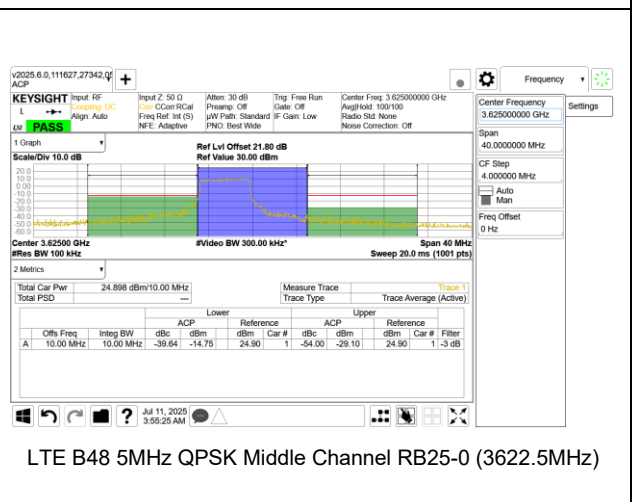 v2025.6.0,111627,27342,0
ACP
+
Frequency
KEYSIGHT
L
LXI PASS
Input: RF
Coupling: DC
Align: Auto
Input Z: 50 Ω
Corr CCorr RCal
Freq Ref: Int (S)
NFE: Adaptive
Atten: 30 dB
Preamp: Off
µW Path: Standard
PNO: Best Wide
Trig: Free Run
Gate: Off
IF Gain: Low
Center Freq: 3.625000000 GHz
Avg|Hold: 100/100
Radio Std: None
Noise Correction: Off
Center Frequency
3.625000000 GHz
Settings
Span
40.0000000 MHz
CF Step
4.000000 MHz
Auto
Man
Freq Offset
0 Hz
1 Graph
Scale/Div 10.0 dB
Ref Lvl Offset 21.80 dB
Ref Value 30.00 dBm
20.0
10.0
0.00
-10.0
-20.0
-30.0
-40.0
-50.0
-60.0
Center 3.62500 GHz
#Video BW 300.00 kHz*
Span 40 MHz
#Res BW 100 kHz
Sweep 20.0 ms (1001 pts)
2 Metrics
Total Car Pwr 24.898 dBm/10.00 MHz Measure Trace Trace 1
Total PSD --- Trace Type Trace Average (Active)
Lower Upper
ACP Reference ACP Reference
Offs Freq Integ BW dBc dBm dBm Car # dBc dBm dBm Car # Filter
A 10.00 MHz 10.00 MHz -39.64 -14.75 24.90 1 -54.00 -29.10 24.90 1 -3 dB
?
Jul 11, 2025
3:55:25 AM
LTE B48 5MHz QPSK Middle Channel RB25-0 (3622.5MHz)